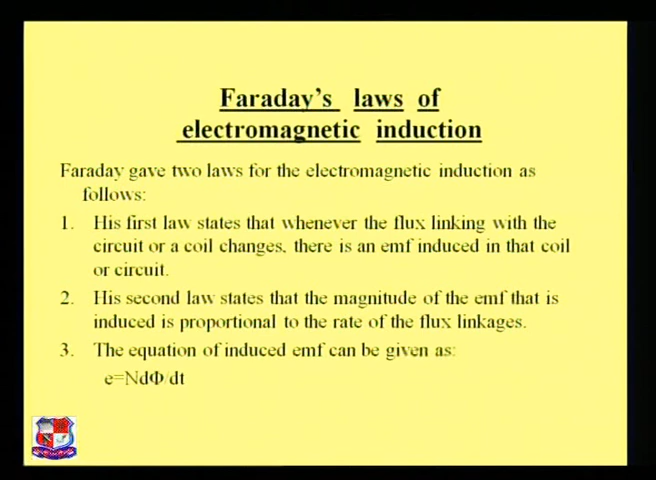 Faraday's laws of
electromagnetic induction
Faraday gave two laws for the electromagnetic induction as
follows:
1. His first law states that whenever the flux linking with the
circuit or a coil changes, there is an emf induced in that coil
or circuit.
2. His second law states that the magnitude of the emf that is
induced is proportional to the rate of the flux linkages.
3. The equation of induced emf can be given as:
e=NdΦ/dt